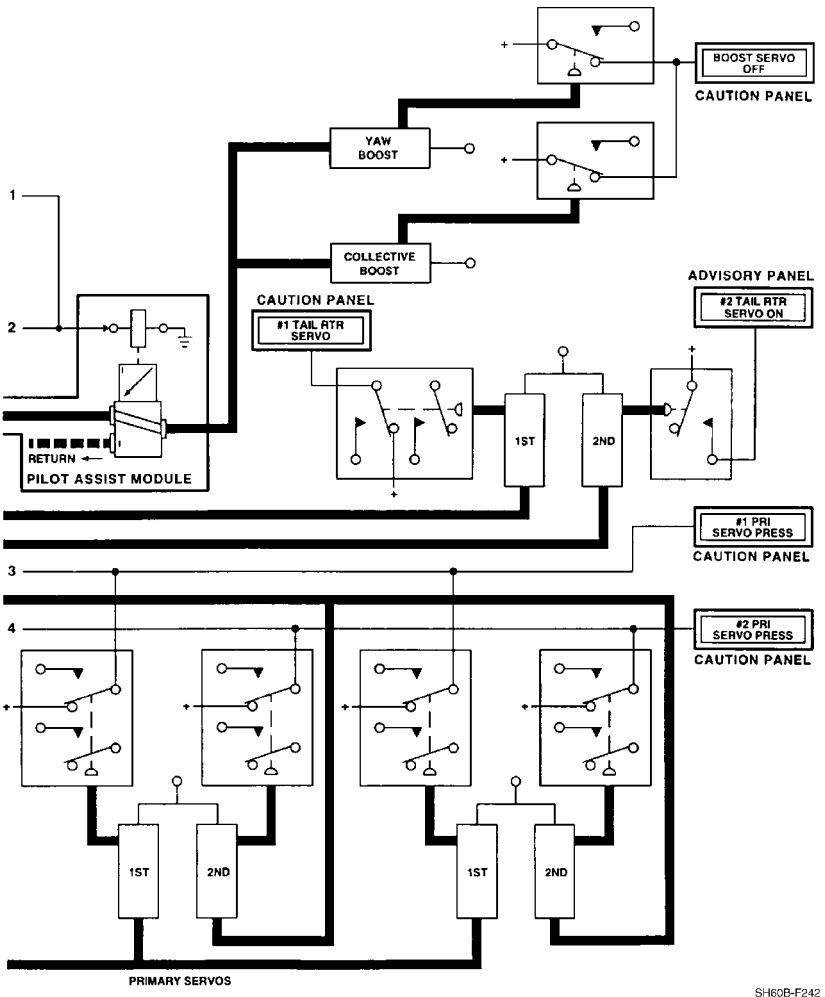 BOOST SERVO
OFF
CAUTION PANEL
+
YAW
BOOST
+
1
COLLECTIVE
BOOST
ADVISORY PANEL
CAUTION PANEL
#2 TAIL RTR
SERVO ON
#1 TAIL RTR
SERVO
2
+
1ST
2ND
RETURN
PILOT ASSIST MODULE
+
#1 PRI
SERVO PRESS
CAUTION PANEL
3
4
#2 PRI
SERVO PRESS
CAUTION PANEL
+
+
+
+
1ST
2ND
1ST
2ND
PRIMARY SERVOS
SH60B-F242